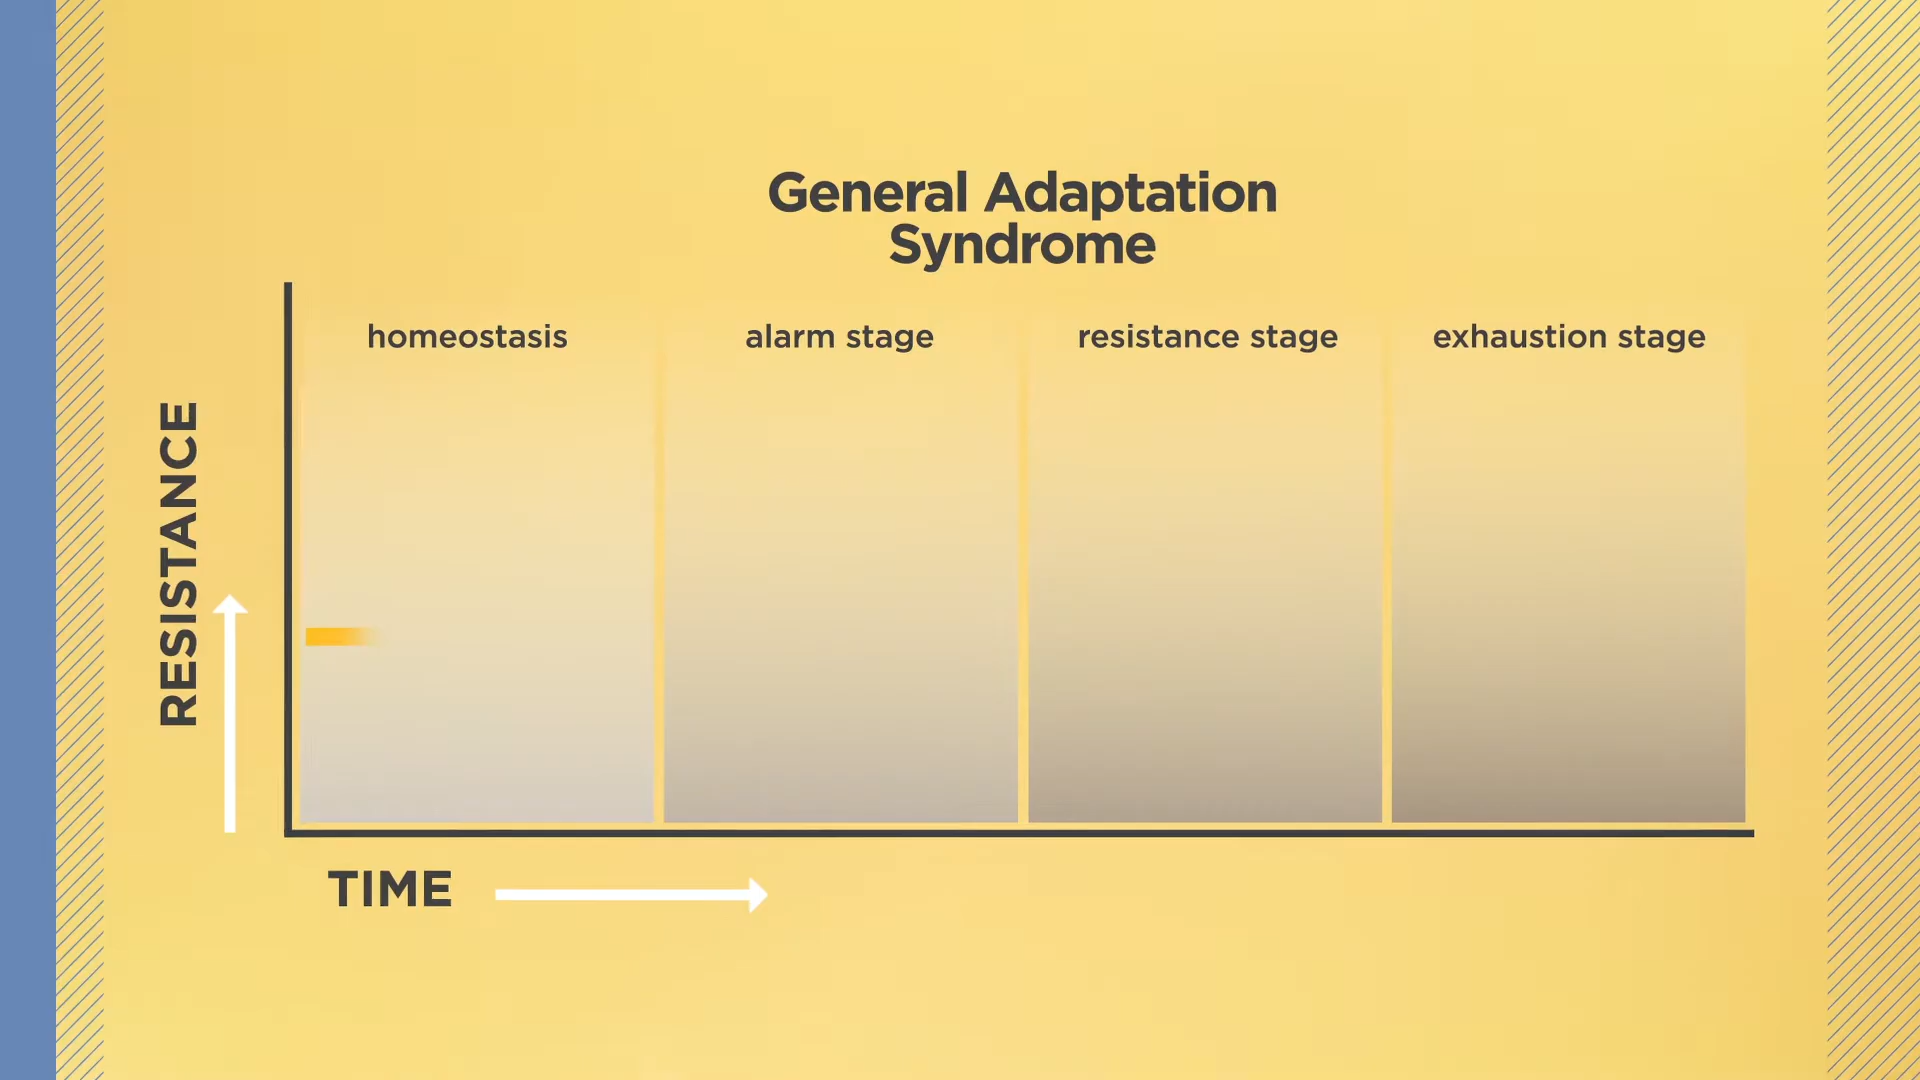 General Adaptation
Syndrome
homeostasis
alarm stage
resistance stage
exhaustion stage
RESISTANCE
TIME